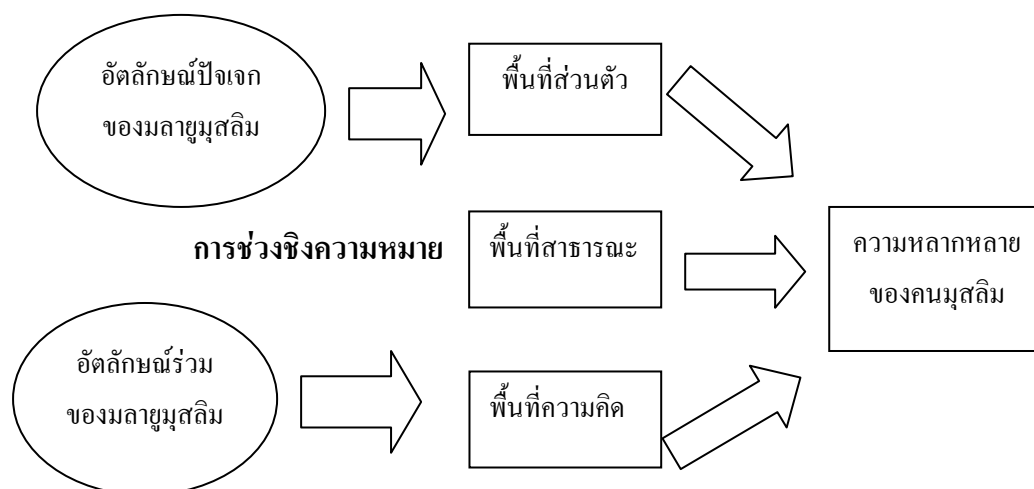 อัตลักษณ์ปัจเจก
ของมลายูมุสลิม
พื้นที่ส่วนตัว
การช่วงชิงความหมาย
พื้นที่สาธารณะ
ความหลากหลาย
ของคนมุสลิม
อัตลักษณ์ร่วม
ของมลายูมุสลิม
พื้นที่ความคิด